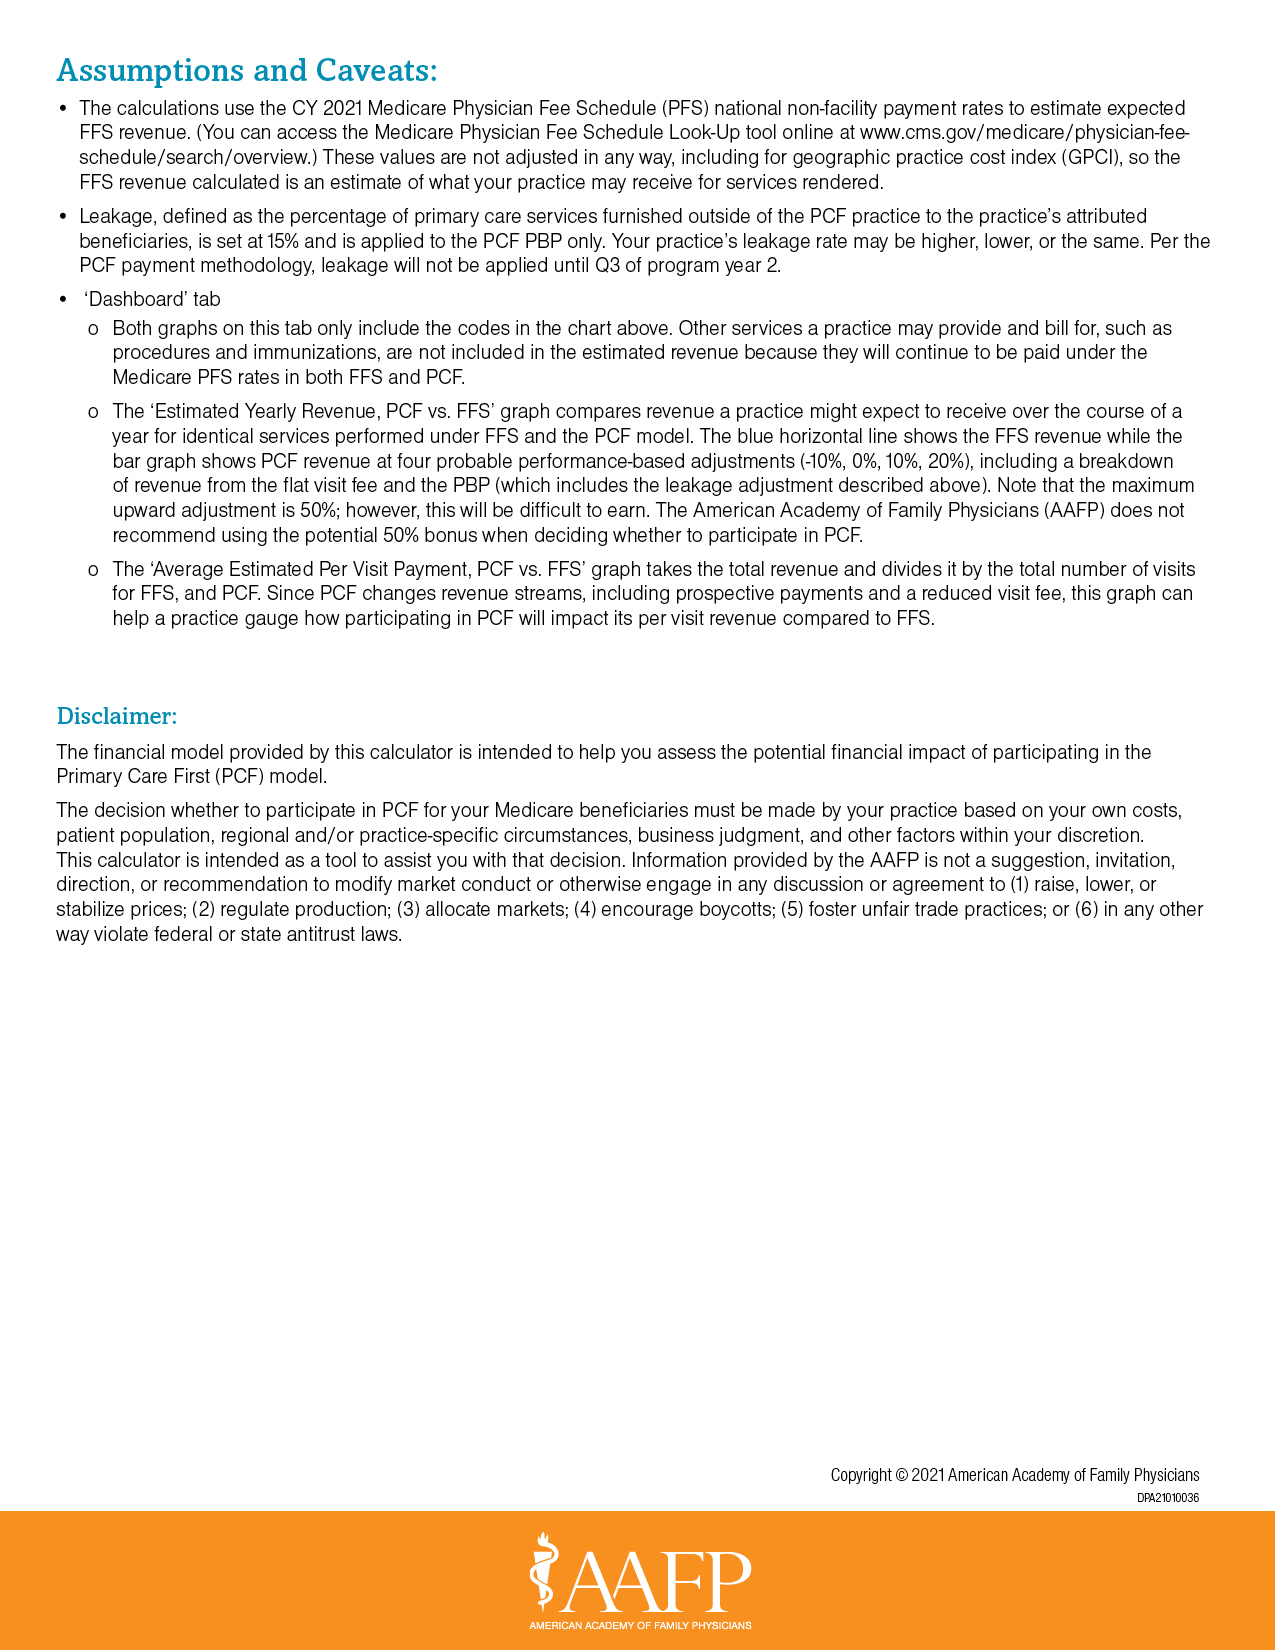 Assumptions and Caveats:
• The calculations use the CY 2021 Medicare Physician Fee Schedule (PFS) national non-facility payment rates to estimate expected
FFS revenue. (You can access the Medicare Physician Fee Schedule Look-Up tool online at www.cms.gov/medicare/physician-fee-
schedule/search/overview.) These values are not adjusted in any way, including for geographic practice cost index (GPCI), so the
FFS revenue calculated is an estimate of what your practice may receive for services rendered.
• Leakage, defined as the percentage of primary care services furnished outside of the PCF practice to the practice’s attributed
beneficiaries, is set at 15% and is applied to the PCF PBP only. Your practice’s leakage rate may be higher, lower, or the same. Per the
PCF payment methodology, leakage will not be applied until Q3 of program year 2.
• ‘Dashboard’ tab
o Both graphs on this tab only include the codes in the chart above. Other services a practice may provide and bill for, such as
procedures and immunizations, are not included in the estimated revenue because they will continue to be paid under the
Medicare PFS rates in both FFS and PCF.
o The ‘Estimated Yearly Revenue, PCF vs. FFS’ graph compares revenue a practice might expect to receive over the course of a
year for identical services performed under FFS and the PCF model. The blue horizontal line shows the FFS revenue while the
bar graph shows PCF revenue at four probable performance-based adjustments (-10%, 0%, 10%, 20%), including a breakdown
of revenue from the flat visit fee and the PBP (which includes the leakage adjustment described above). Note that the maximum
upward adjustment is 50%; however, this will be difficult to earn. The American Academy of Family Physicians (AAFP) does not
recommend using the potential 50% bonus when deciding whether to participate in PCF.
o The ‘Average Estimated Per Visit Payment, PCF vs. FFS’ graph takes the total revenue and divides it by the total number of visits
for FFS, and PCF. Since PCF changes revenue streams, including prospective payments and a reduced visit fee, this graph can
help a practice gauge how participating in PCF will impact its per visit revenue compared to FFS.
Disclaimer:
The financial model provided by this calculator is intended to help you assess the potential financial impact of participating in the
Primary Care First (PCF) model.
The decision whether to participate in PCF for your Medicare beneficiaries must be made by your practice based on your own costs,
patient population, regional and/or practice-specific circumstances, business judgment, and other factors within your discretion.
This calculator is intended as a tool to assist you with that decision. Information provided by the AAFP is not a suggestion, invitation,
direction, or recommendation to modify market conduct or otherwise engage in any discussion or agreement to (1) raise, lower, or
stabilize prices; (2) regulate production; (3) allocate markets; (4) encourage boycotts; (5) foster unfair trade practices; or (6) in any other
way violate federal or state antitrust laws.
Copyright © 2021 American Academy of Family Physicians
DPA21010036
AAFP
AMERICAN ACADEMY OF FAMILY PHYSICIANS